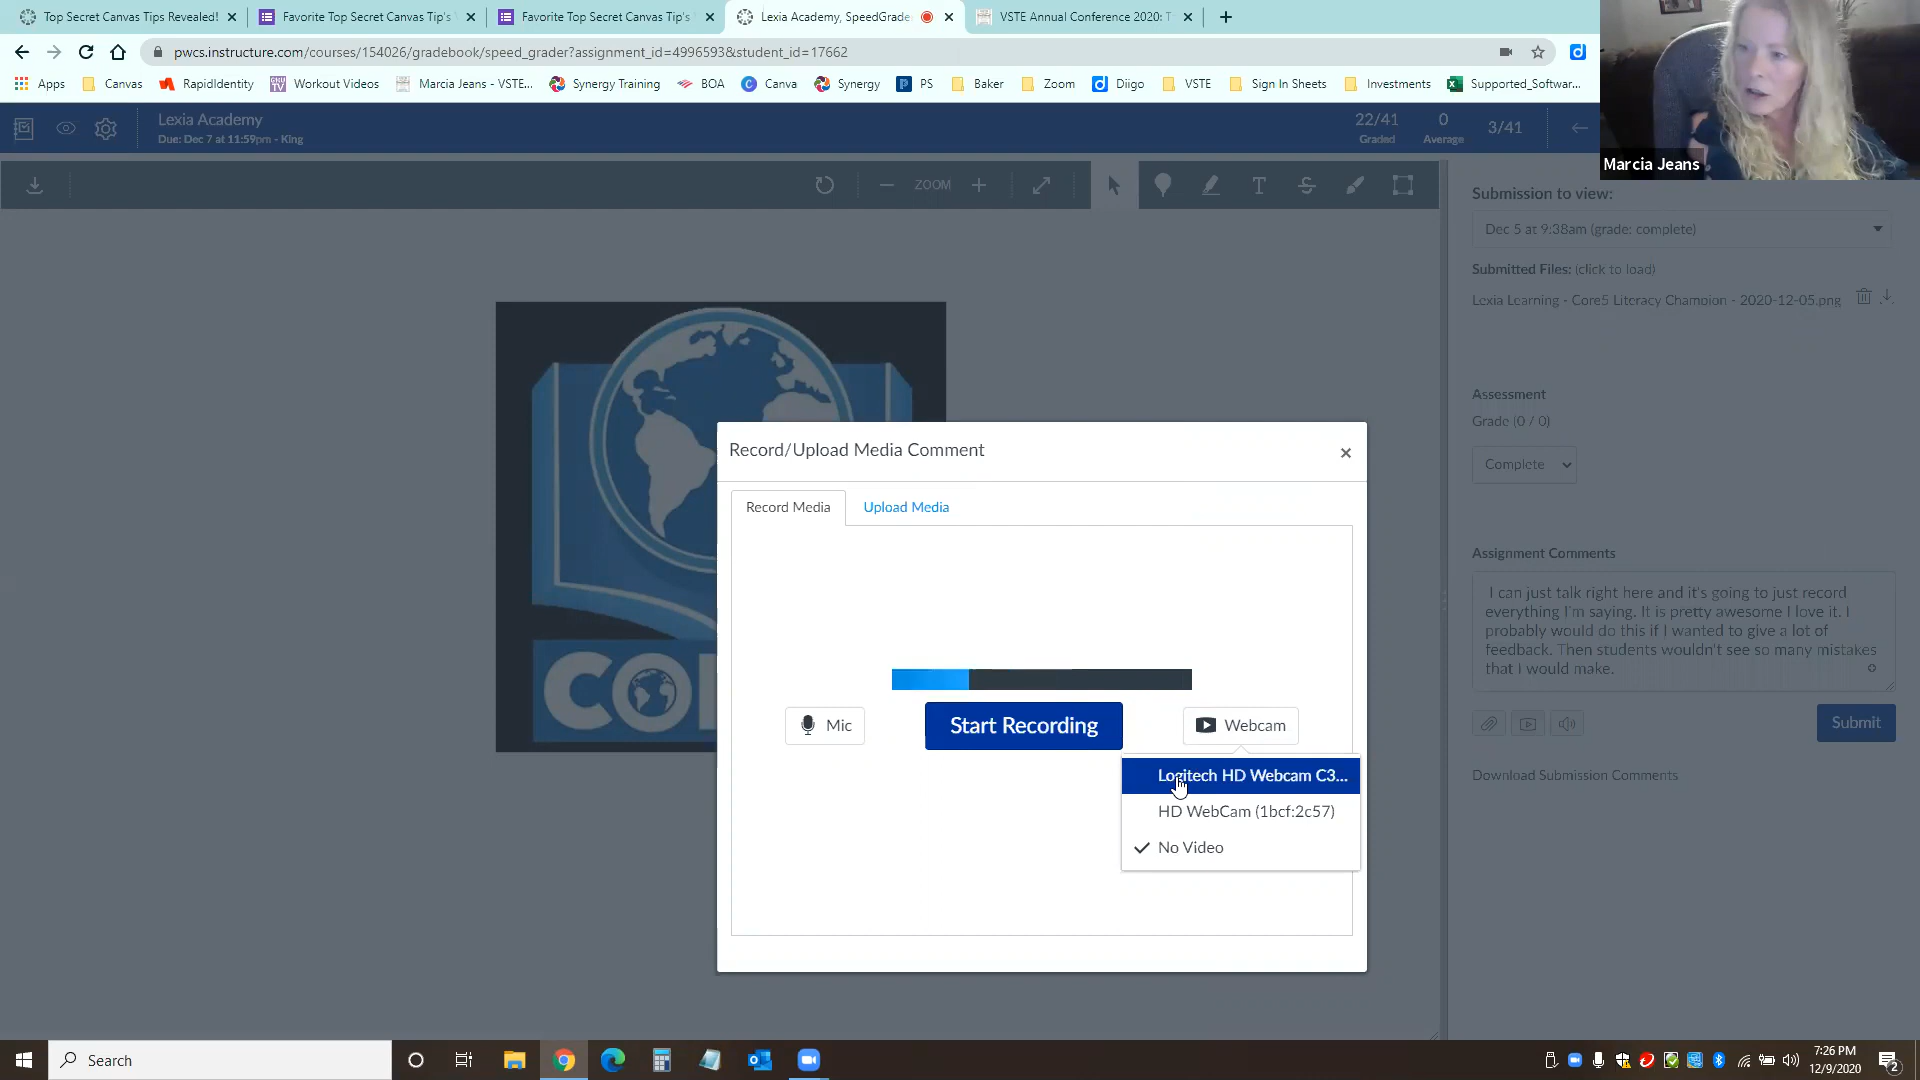 Top Secret Canvas Tips Revealed!
Favorite Top Secret Canvas Tip's
Favorite Top Secret Canvas Tip's
Lexia Academy, SpeedGrade
VSTE Annual Conference 2020: T
pwcs.instructure.com/courses/154026/gradebook/speed_grader?assignment_id=4996593&student_id=17662
Apps Canvas RapidIdentity Workout Videos Marcia Jeans - VSTE... Synergy Training BOA Canva Synergy PS Baker Zoom Diigo VSTE Sign In Sheets Investments Supported_Softwar...
Lexia Academy
Due: Dec 7 at 11:59pm - King
22/41
Graded
0
Average
3/41
Marcia Jeans
ZOOM
Submission to view:
Dec 5 at 9:38am (grade: complete)
Submitted Files: (click to load)
Lexia Learning - Core5 Literacy Champion - 2020-12-05.png
Assessment
Grade (0 / 0)
Complete
Assignment Comments
I can just talk right here and it's going to just record
everything I'm saying. It is pretty awesome I love it. I
probably would do this if I wanted to give a lot of
feedback. Then students wouldn't see so many mistakes
that I would make.
Submit
Download Submission Comments
Record/Upload Media Comment
Record Media
Upload Media
Mic
Start Recording
Webcam
Logitech HD Webcam C3...
HD WebCam (1bcf:2c57)
No Video
Search
7:26 PM
12/9/2020
2